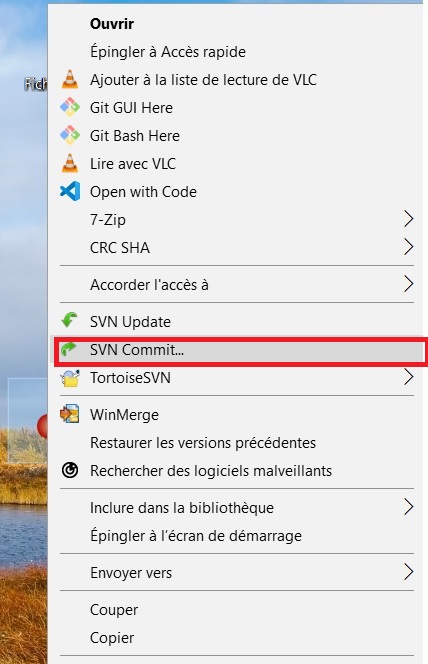 Fich
Ouvrir
Épingler à Accès rapide
Ajouter à la liste de lecture de VLC
Git GUI Here
Git Bash Here
Lire avec VLC
Open with Code
7-Zip
CRC SHA
Accorder l'accès à
SVN Update
SVN Commit...
TortoiseSVN
WinMerge
Restaurer les versions précédentes
Rechercher des logiciels malveillants
Inclure dans la bibliothèque
Épingler à l'écran de démarrage
Envoyer vers
Couper
Copier